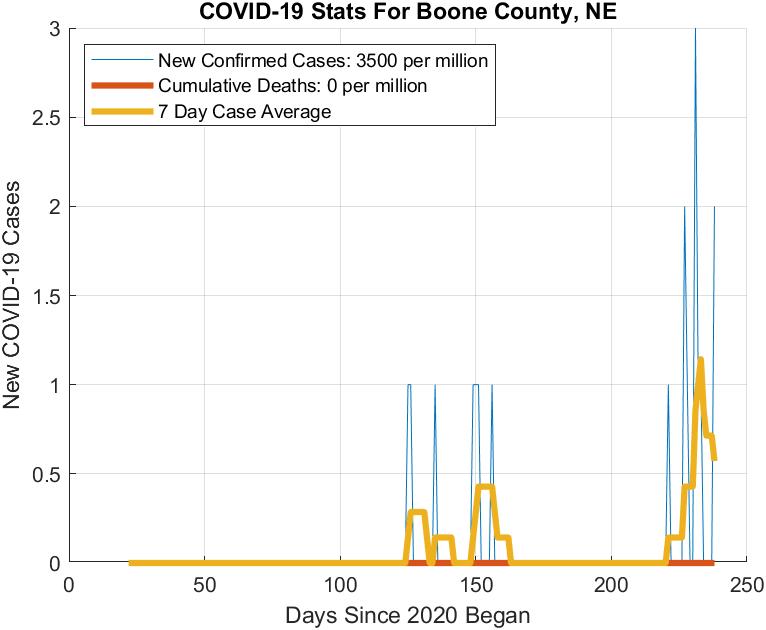 COVID-19 Stats For Boone County, NE
New Confirmed Cases: 3500 per million
Cumulative Deaths: 0 per million
7 Day Case Average
New COVID-19 Cases
3
2.5
2
1.5
1
0.5
0
0 50 100 150 200 250
Days Since 2020 Began